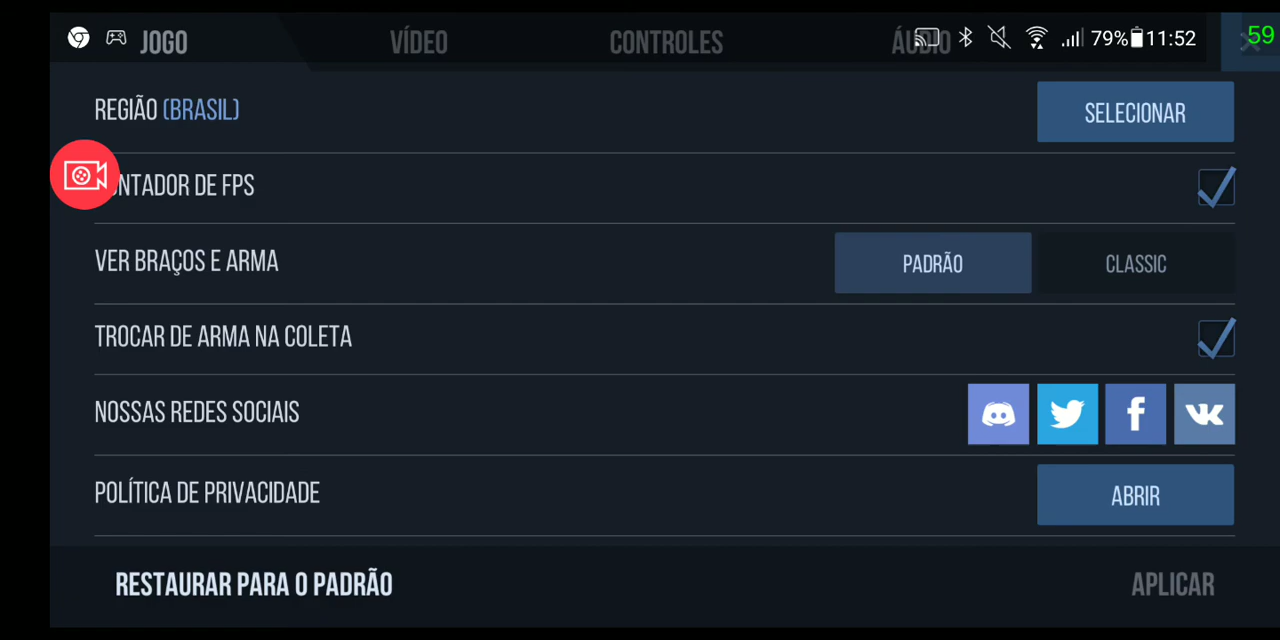 JOGO VÍDEO CONTROLES ÁUDIO 79% 11:52 59
REGIÃO (BRASIL) SELECIONAR
NTADOR DE FPS
VER BRAÇOS E ARMA PADRÃO CLASSIC
TROCAR DE ARMA NA COLETA
NOSSAS REDES SOCIAIS
POLÍTICA DE PRIVACIDADE ABRIR
RESTAURAR PARA O PADRÃO APLICAR